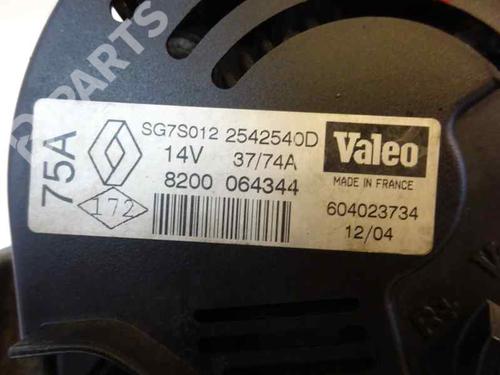 PARTS
75A
SG7S012 2542540D
14V 37/74A
8200 064344
172
Valeo
MADE IN FRANCE
604023734
12/04
B+